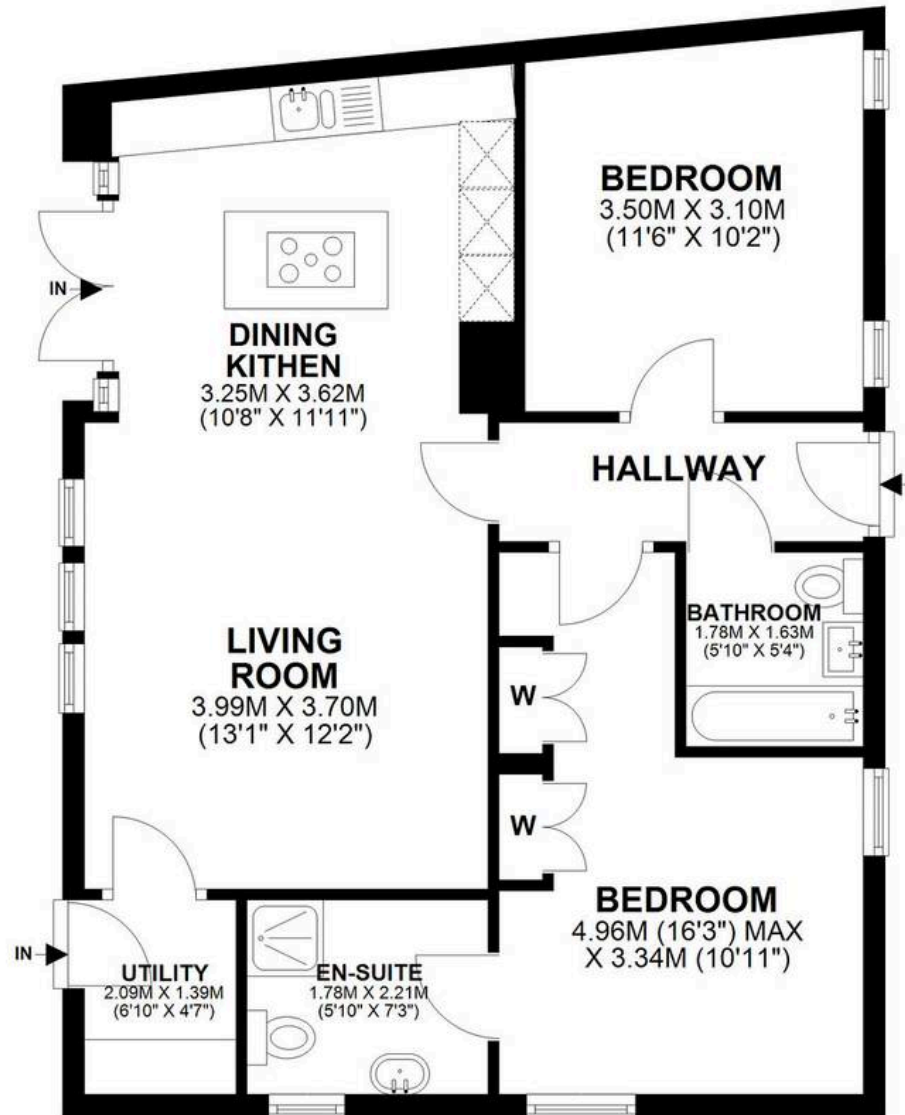 BEDROOM
3.50M X 3.10M
(11'6" X 10'2")
IN
DINING
KITHEN
3.25M X 3.62M
(10'8" X 11'11")
HALLWAY
BATHROOM
1.78M X 1.63M
(5'10" X 5'4")
LIVING
ROOM
3.99M X 3.70M
(13'1" X 12'2")
W
W
BEDROOM
4.96M (16'3") MAX
X 3.34M (10'11")
IN
UTILITY
2.09M X 1.39M
(6'10" X 4'7")
EN-SUITE
1.78M X 2.21M
(5'10" X 7'3")